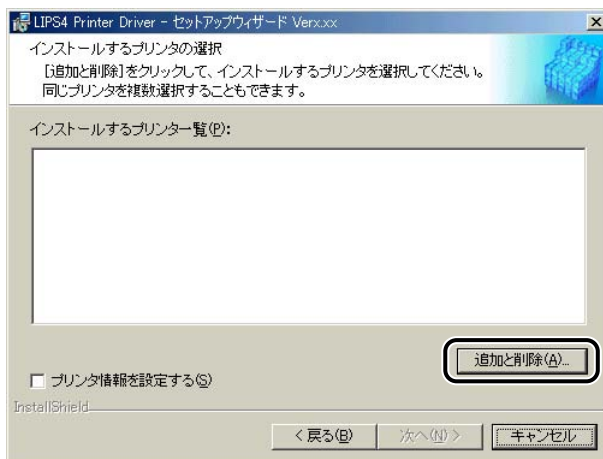 LIPS4 Printer Driver - セットアップウィザード Verx.xx
インストールするプリンタの選択
[追加と削除]をクリックして、インストールするプリンタを選択してください。
同じプリンタを複数選択することもできます。
インストールするプリンタ一覧(P):
追加と削除(A)...
プリンタ情報を設定する(S)
InstallShield
< 戻る(B)
次へ(N) >
キャンセル